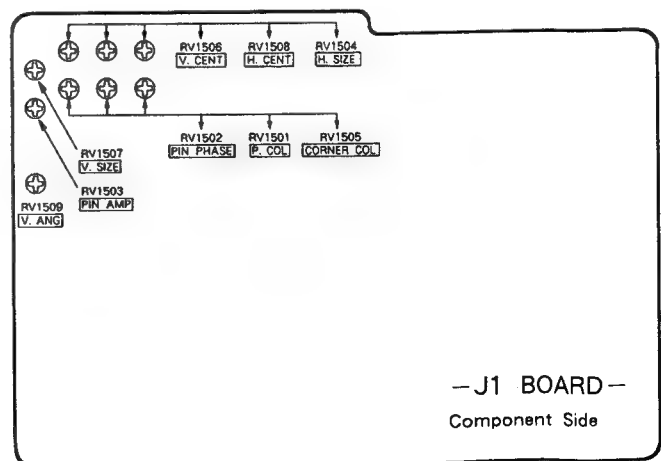 RV1506 RV1508 RV1504
V. CENT H. CENT H. SIZE
RV1502 RV1501 RV1505
PIN PHASE P. COL CORNER COL
RV1507
V. SIZE
RV1503
PIN AMP
RV1509
V. ANG
-J1 BOARD-
Component Side